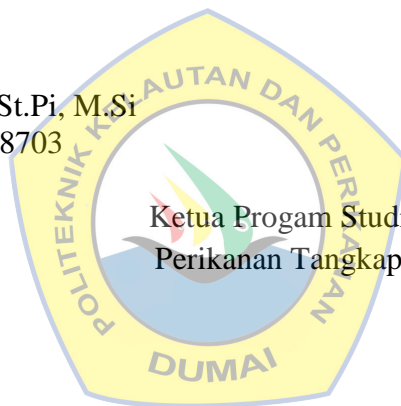 St.Pi, M.Si
8703
Ketua Progam Studi
Perikanan Tangkap
POLITEKNIK KELAUTAN DAN PERIKANAN
DUMAI